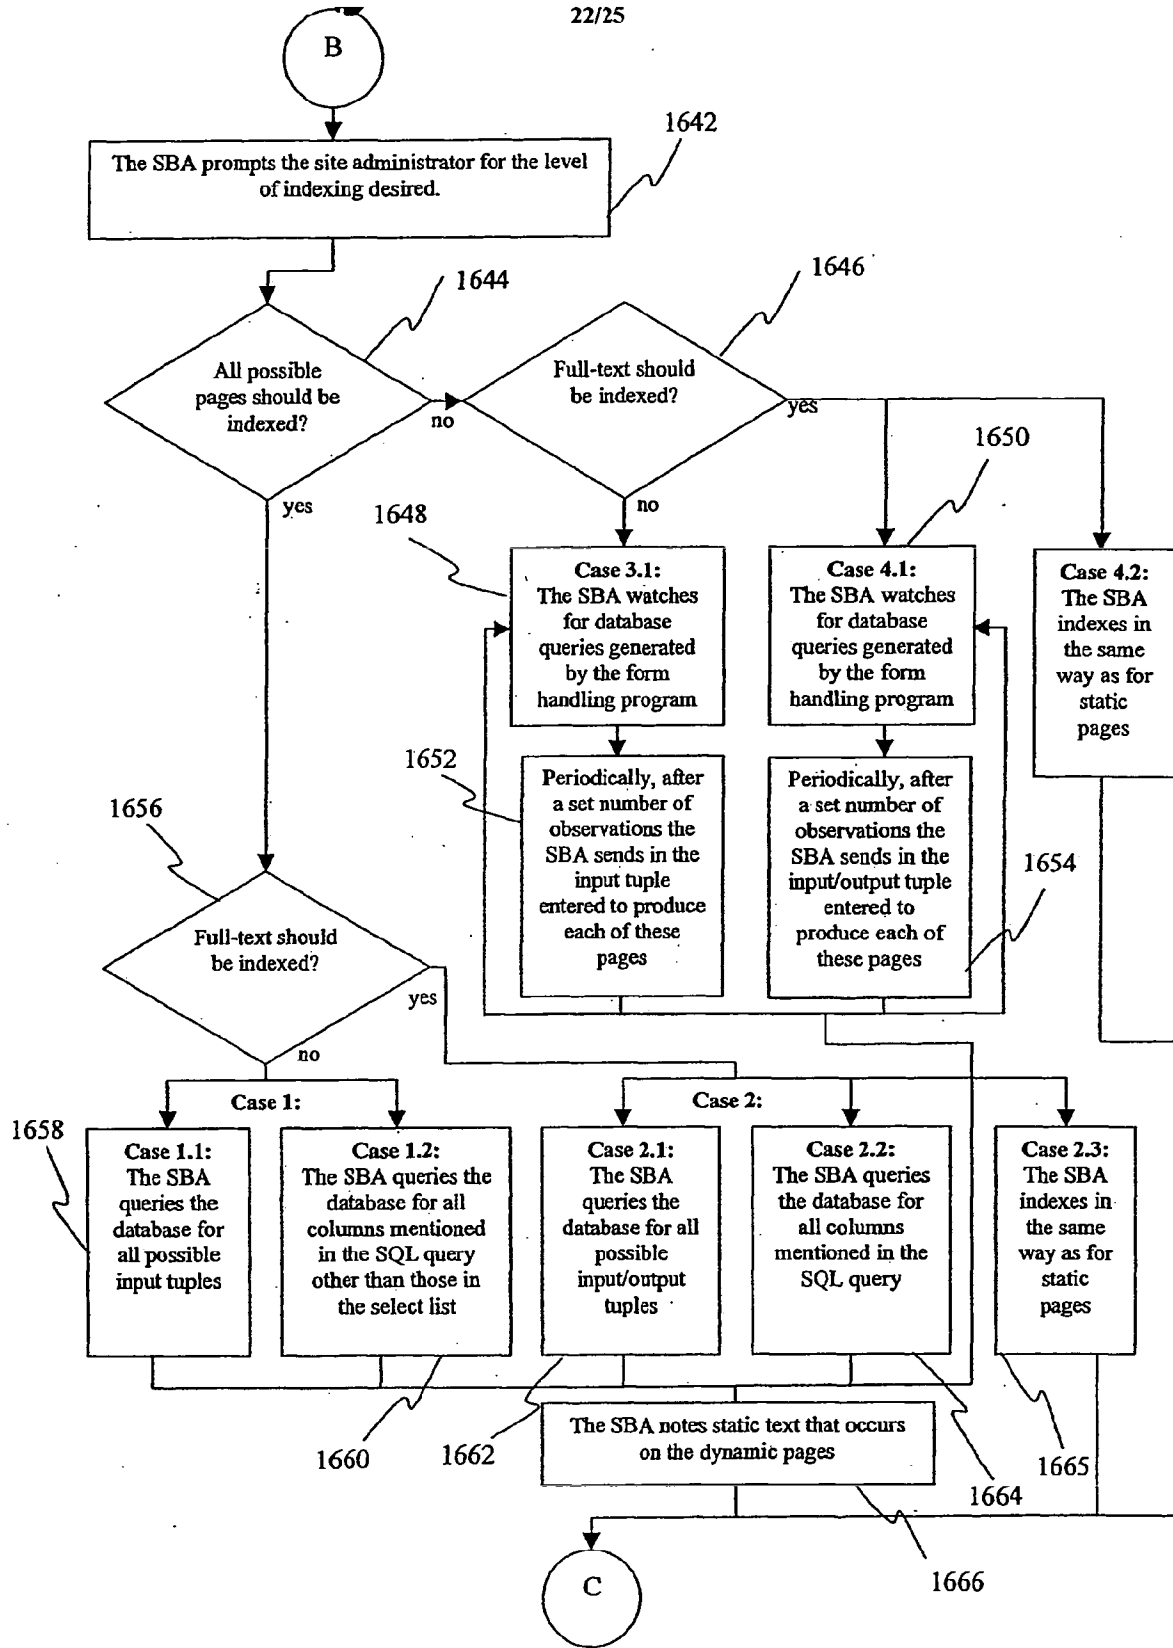 22/25
B
1642
The SBA prompts the site administrator for the level
of indexing desired.
1644
1646
All possible
pages should be
indexed?
no
yes
Full-text should
be indexed?
yes
no
1648
1650
Case 3.1:
The SBA watches
for database
queries generated
by the form
handling program
Case 4.1:
The SBA watches
for database
queries generated
by the form
handling program
Case 4.2:
The SBA
indexes in
the same
way as for
static
pages
1652
Periodically, after
a set number of
observations the
SBA sends in the
input tuple
entered to produce
each of these
pages
Periodically, after
a set number of
observations the
SBA sends in the
input/output tuple
entered to
produce each of
these pages
1654
1656
Full-text should
be indexed?
yes
no
Case 1:
Case 2:
1658
Case 1.1:
The SBA
queries the
database for
all possible
input tuples
Case 1.2:
The SBA queries the
database for all
columns mentioned
in the SQL query
other than those in
the select list
Case 2.1:
The SBA
queries the
database for all
possible
input/output
tuples
Case 2.2:
The SBA queries
the database for
all columns
mentioned in the
SQL query
Case 2.3:
The SBA
indexes in
the same
way as for
static
pages
1660
1662
The SBA notes static text that occurs
on the dynamic pages
1664
1665
1666
C